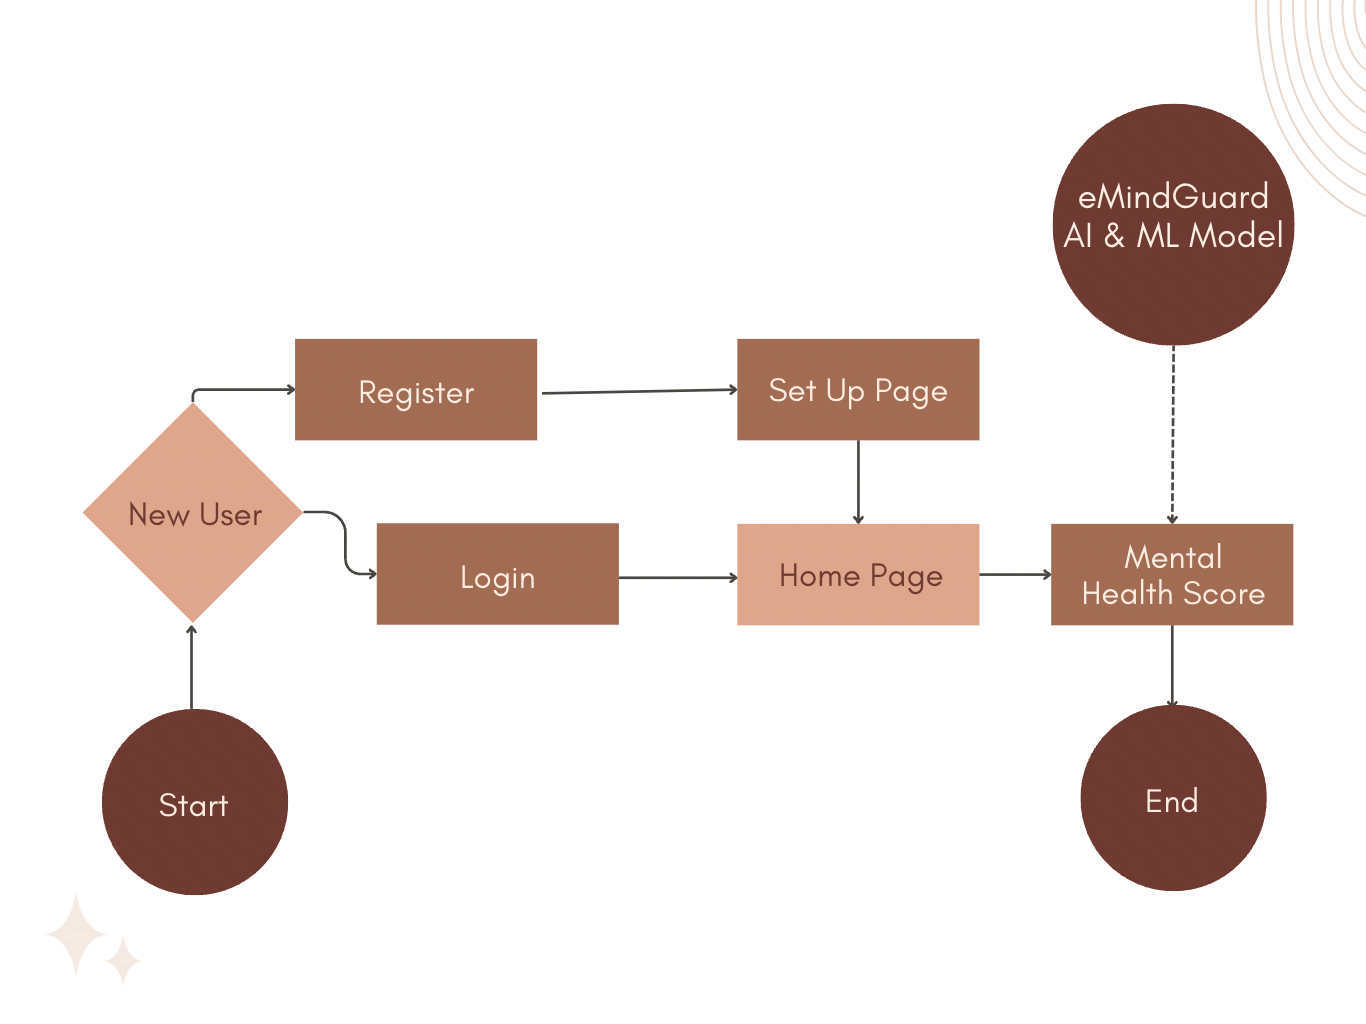 eMindGuard
AI & ML Model
Register
Set Up Page
New User
Login
Home Page
Mental
Health Score
Start
End